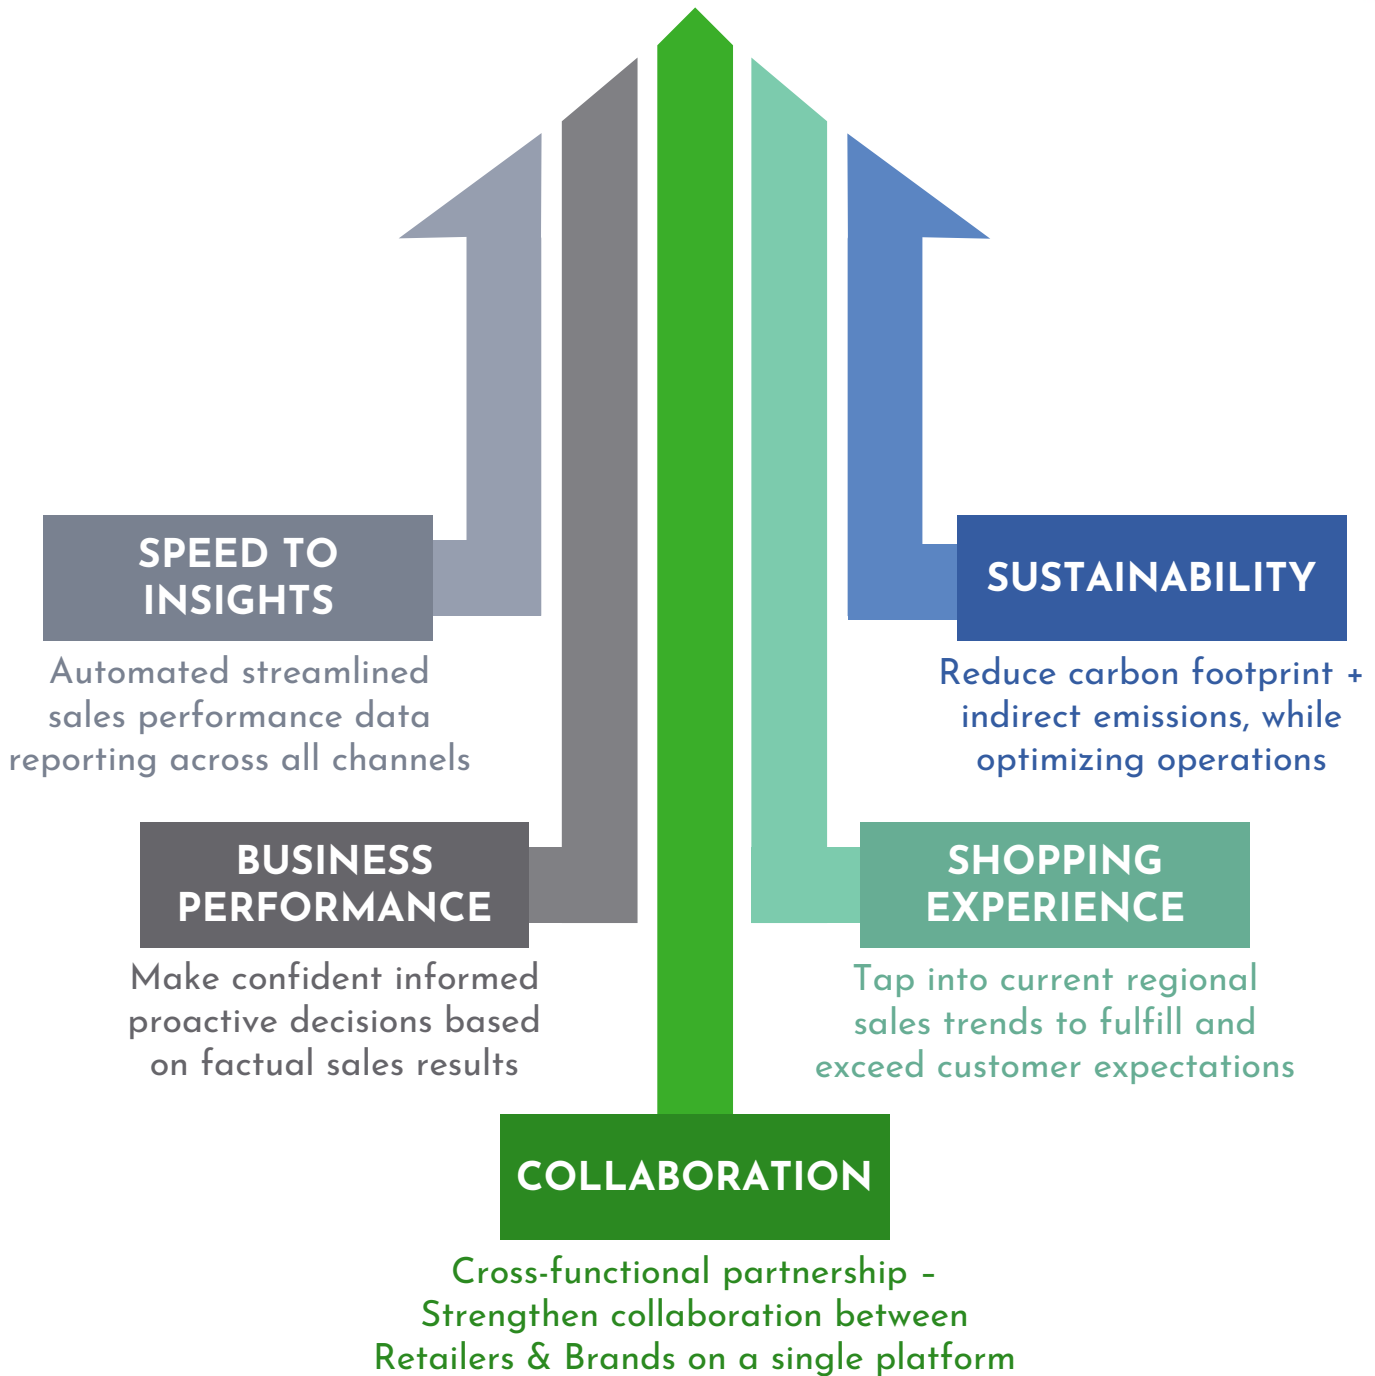 SPEED TO
INSIGHTS
Automated streamlined
sales performance data
reporting across all channels
SUSTAINABILITY
Reduce carbon footprint +
indirect emissions, while
optimizing operations
BUSINESS
PERFORMANCE
Make confident informed
proactive decisions based
on factual sales results
SHOPPING
EXPERIENCE
Tap into current regional
sales trends to fulfill and
exceed customer expectations
COLLABORATION
Cross-functional partnership –
Strengthen collaboration between
Retailers & Brands on a single platform